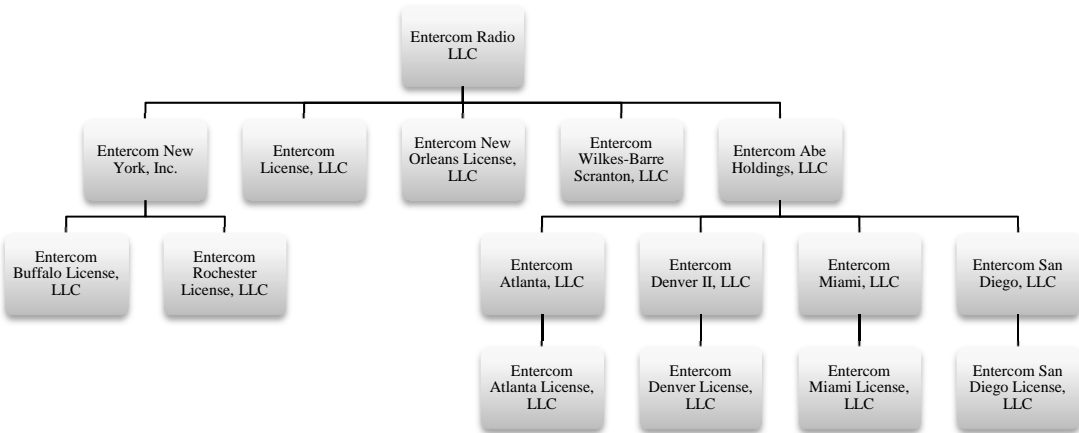 Entercom Radio
LLC
Entercom New
York, Inc.
Entercom
License, LLC
Entercom New
Orleans License,
LLC
Entercom
Wilkes-Barre
Scranton, LLC
Entercom Abe
Holdings, LLC
Entercom
Buffalo License,
LLC
Entercom
Rochester
License, LLC
Entercom
Atlanta, LLC
Entercom
Denver II, LLC
Entercom
Miami, LLC
Entercom San
Diego, LLC
Entercom
Atlanta License,
LLC
Entercom
Denver License,
LLC
Entercom
Miami License,
LLC
Entercom San
Diego License,
LLC